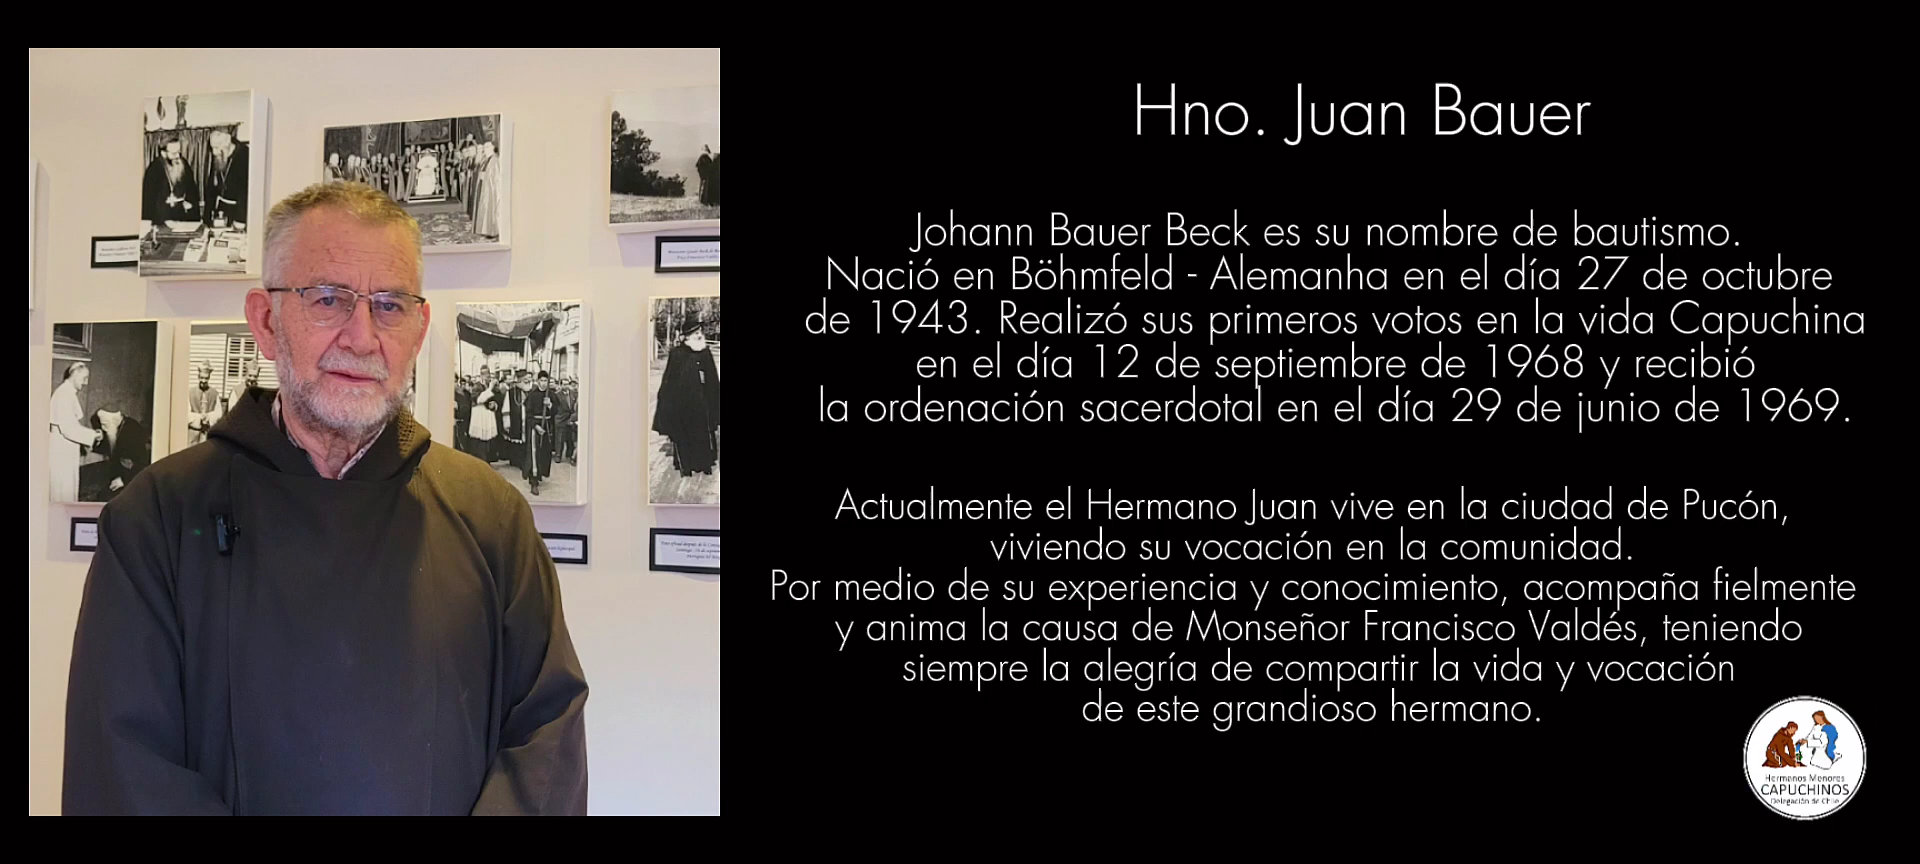 Hno. Juan Bauer
Johann Bauer Beck es su nombre de bautismo.
Nació en Böhmfeld - Alemanha en el día 27 de octubre
de 1943. Realizó sus primeros votos en la vida Capuchina
en el día 12 de septiembre de 1968 y recibió
la ordenación sacerdotal en el día 29 de junio de 1969.
Actualmente el Hermano Juan vive en la ciudad de Pucón,
viviendo su vocación en la comunidad.
Por medio de su experiencia y conocimiento, acompaña fielmente
y anima la causa de Monseñor Francisco Valdés, teniendo
siempre la alegría de compartir la vida y vocación
de este grandioso hermano.
Hermanos Menores
CAPUCHINOS
Delegación de Chile